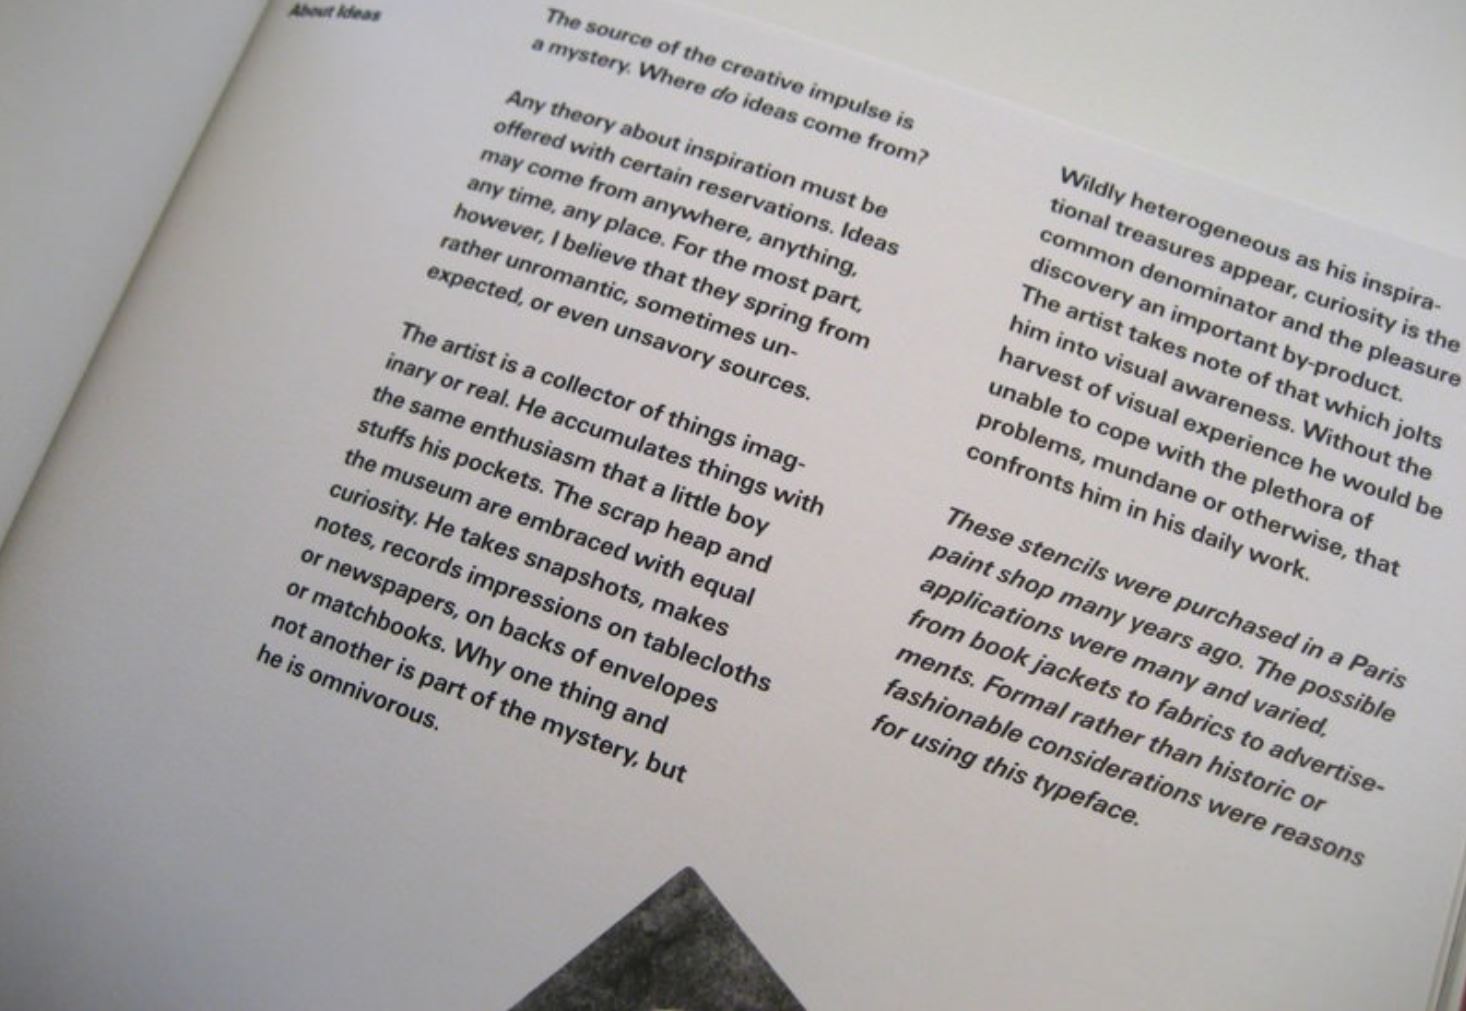 About Ideas
The source of the creative impulse is
a mystery. Where do ideas come from?
Any theory about inspiration must be
offered with certain reservations. Ideas
may come from anywhere, anything,
any time, any place. For the most part,
however, I believe that they spring from
rather unromantic, sometimes un-
expected, or even unsavory sources.
The artist is a collector of things imag-
inary or real. He accumulates things with
the same enthusiasm that a little boy
stuffs his pockets. The scrap heap and
the museum are embraced with equal
curiosity. He takes snapshots, makes
notes, records impressions on tablecloths
or newspapers, on backs of envelopes
or matchbooks. Why one thing and
not another is part of the mystery, but
he is omnivorous.
Wildly heterogeneous as his inspira-
tional treasures appear, curiosity is the
common denominator and the pleasure
discovery an important by-product.
The artist takes note of that which jolts
him into visual awareness. Without the
harvest of visual experience he would be
unable to cope with the plethora of
problems, mundane or otherwise, that
confronts him in his daily work.
These stencils were purchased in a Paris
paint shop many years ago. The possible
applications were many and varied,
from book jackets to fabrics to advertise-
ments. Formal rather than historic or
fashionable considerations were reasons
for using this typeface.